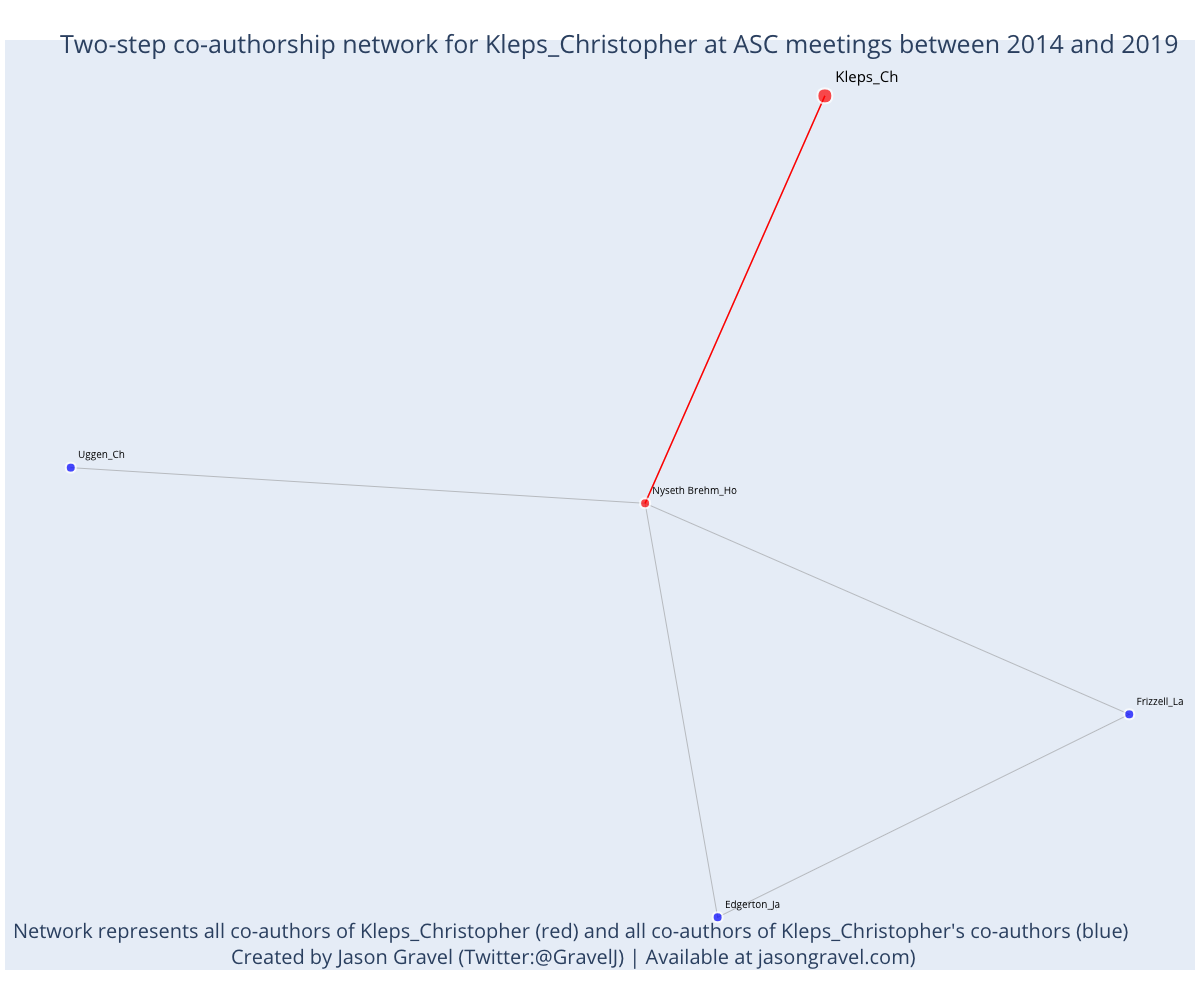 Two-step co-authorship network for Kleps_Christopher at ASC meetings between 2014 and 2019
Kleps_Ch
Uggen_Ch
Nyseth Brehm_Ho
Frizzell_La
Edgerton_Ja
Network represents all co-authors of Kleps_Christopher (red) and all co-authors of Kleps_Christopher's co-authors (blue)
Created by Jason Gravel (Twitter:@GravelJ) | Available at jasongravel.com)